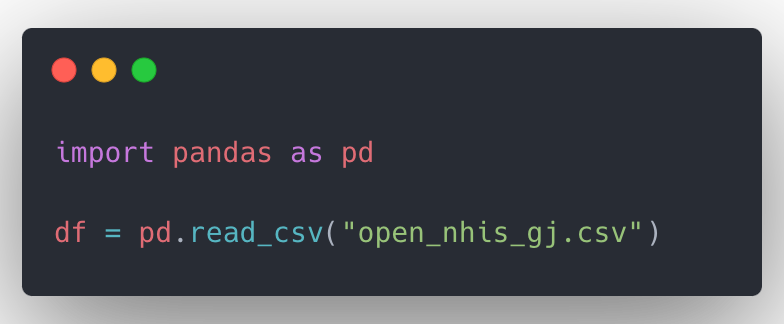 import pandas as pd
df = pd.read_csv("open_nhis_gj.csv")